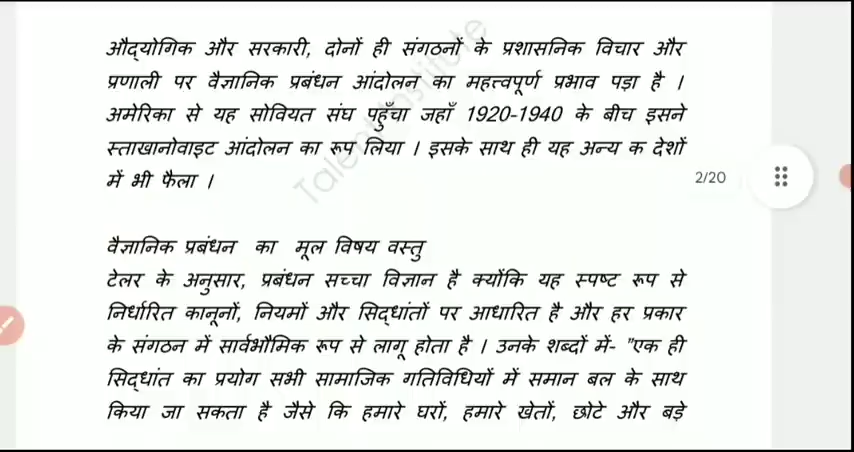 औद्योगिक और सरकारी, दोनों ही संगठनों के प्रशासनिक विचार और
प्रणाली पर वैज्ञानिक प्रबंधन आंदोलन का महत्त्वपूर्ण प्रभाव पड़ा है ।
अमेरिका से यह सोवियत संघ पहुँचा जहाँ 1920-1940 के बीच इसने
स्ताखानोवाइट आंदोलन का रूप लिया । इसके साथ ही यह अन्य क देशों
में भी फैला ।
2/20
वैज्ञानिक प्रबंधन का मूल विषय वस्तु
टेलर के अनुसार, प्रबंधन सच्चा विज्ञान है क्योंकि यह स्पष्ट रूप से
निर्धारित कानूनों, नियमों और सिद्धांतों पर आधारित है और हर प्रकार
के संगठन में सार्वभौमिक रूप से लागू होता है । उनके शब्दों में- "एक ही
सिद्धांत का प्रयोग सभी सामाजिक गतिविधियों में समान बल के साथ
किया जा सकता है जैसे कि हमारे घरों, हमारे खेतों, छोटे और बड़े
Talent Institute